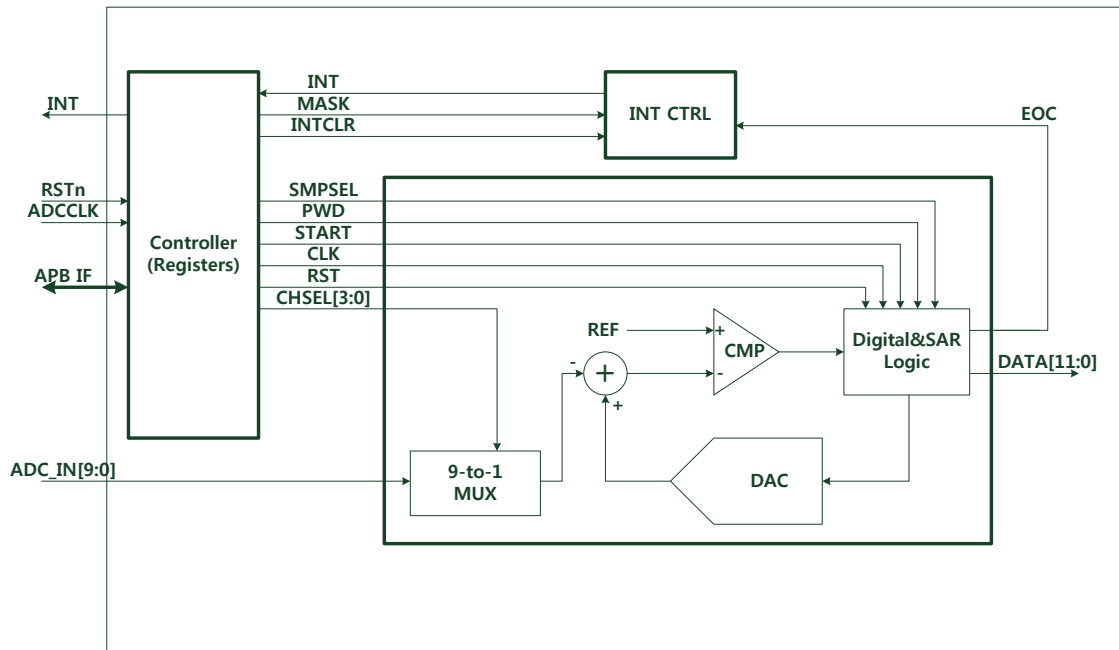 INT
MASK
INTCLR
INT
INT CTRL
EOC
RSTn
ADCCLK
APB IF
Controller
(Registers)
SMPSEL
PWD
START
CLK
RST
CHSEL[3:0]
REF
+
-
CMP
Digital&SAR
Logic
DATA[11:0]
-
+
+
ADC_IN[9:0]
9-to-1
MUX
DAC